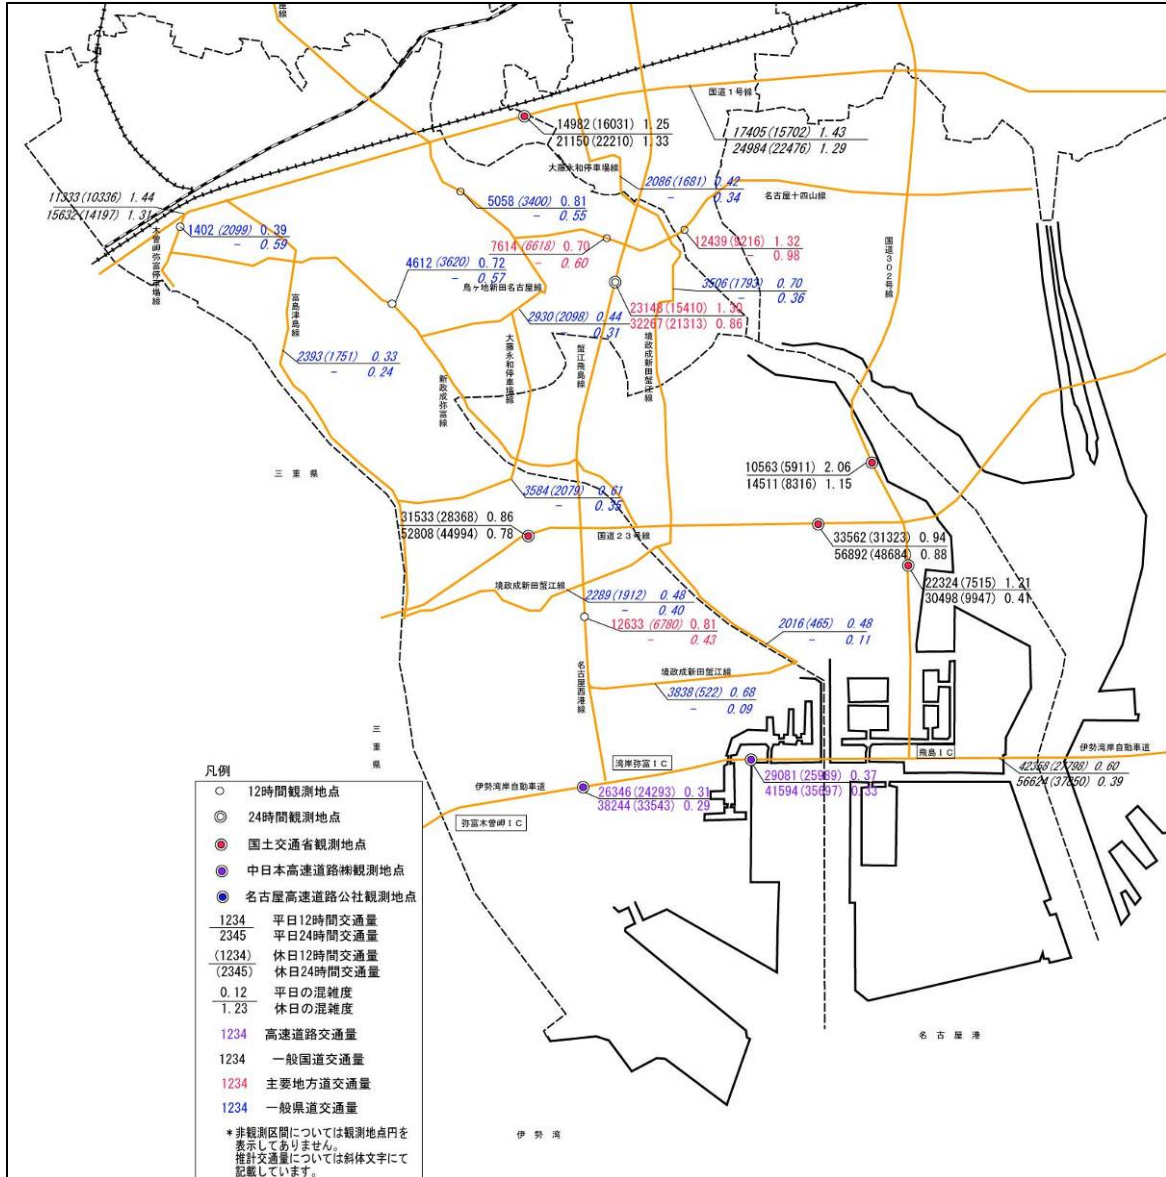 屋線
国道1号線
14982(16031) 1.25
21150(22210) 1.33
17405(15702) 1.43
24984(22476) 1.29
大藤永和停車場線
2086(1681) 0.42
- 0.34
名古屋十四山線
11333(10336) 1.44
15632(14197) 1.31
5058(3400) 0.81
- 0.55
1402(2099) 0.39
- 0.59
木曽岬弥富停車場線
7614(6618) 0.70
- 0.60
12439(9216) 1.32
- 0.98
国道302号線
4612(3620) 0.72
- 0.57
鳥ヶ地新田名古屋線
3506(1793) 0.70
- 0.36
富島津島線
23148(15410) 1.30
32267(21313) 0.86
2930(2098) 0.44
- 0.31
大藤永和停車場線
蟹江飛島線
境政成新田蟹江線
2393(1751) 0.33
- 0.24
新政成弥富線
三重県
10563(5911) 2.06
14511(8316) 1.15
3584(2079) 0.61
- 0.35
31533(28368) 0.86
52808(44994) 0.78
国道23号線
33562(31323) 0.94
56892(48684) 0.88
22324(7515) 1.21
30498(9947) 0.41
境政成新田蟹江線
2289(1912) 0.48
- 0.40
12633(6780) 0.81
- 0.43
2016(465) 0.48
- 0.11
名古屋西港線
境政成新田蟹江線
3838(522) 0.68
- 0.09
三重県
湾岸弥富IC
飛島IC
伊勢湾岸自動車道
29081(25989) 0.37
41594(35697) 0.33
42368(27798) 0.60
56624(37850) 0.39
伊勢湾岸自動車道
26346(24293) 0.31
38244(33543) 0.29
弥富木曽岬IC
凡例
12時間観測地点
24時間観測地点
国土交通省観測地点
中日本高速道路㈱観測地点
名古屋高速道路公社観測地点
1234 平日12時間交通量
2345 平日24時間交通量
(1234) 休日12時間交通量
(2345) 休日24時間交通量
0.12 平日の混雑度
1.23 休日の混雑度
1234 高速道路交通量
1234 一般国道交通量
1234 主要地方道交通量
1234 一般県道交通量
*非観測区間については観測地点円を
表示してありません。
推計交通量については斜体文字にて
記載しています。
名古屋港
伊勢湾